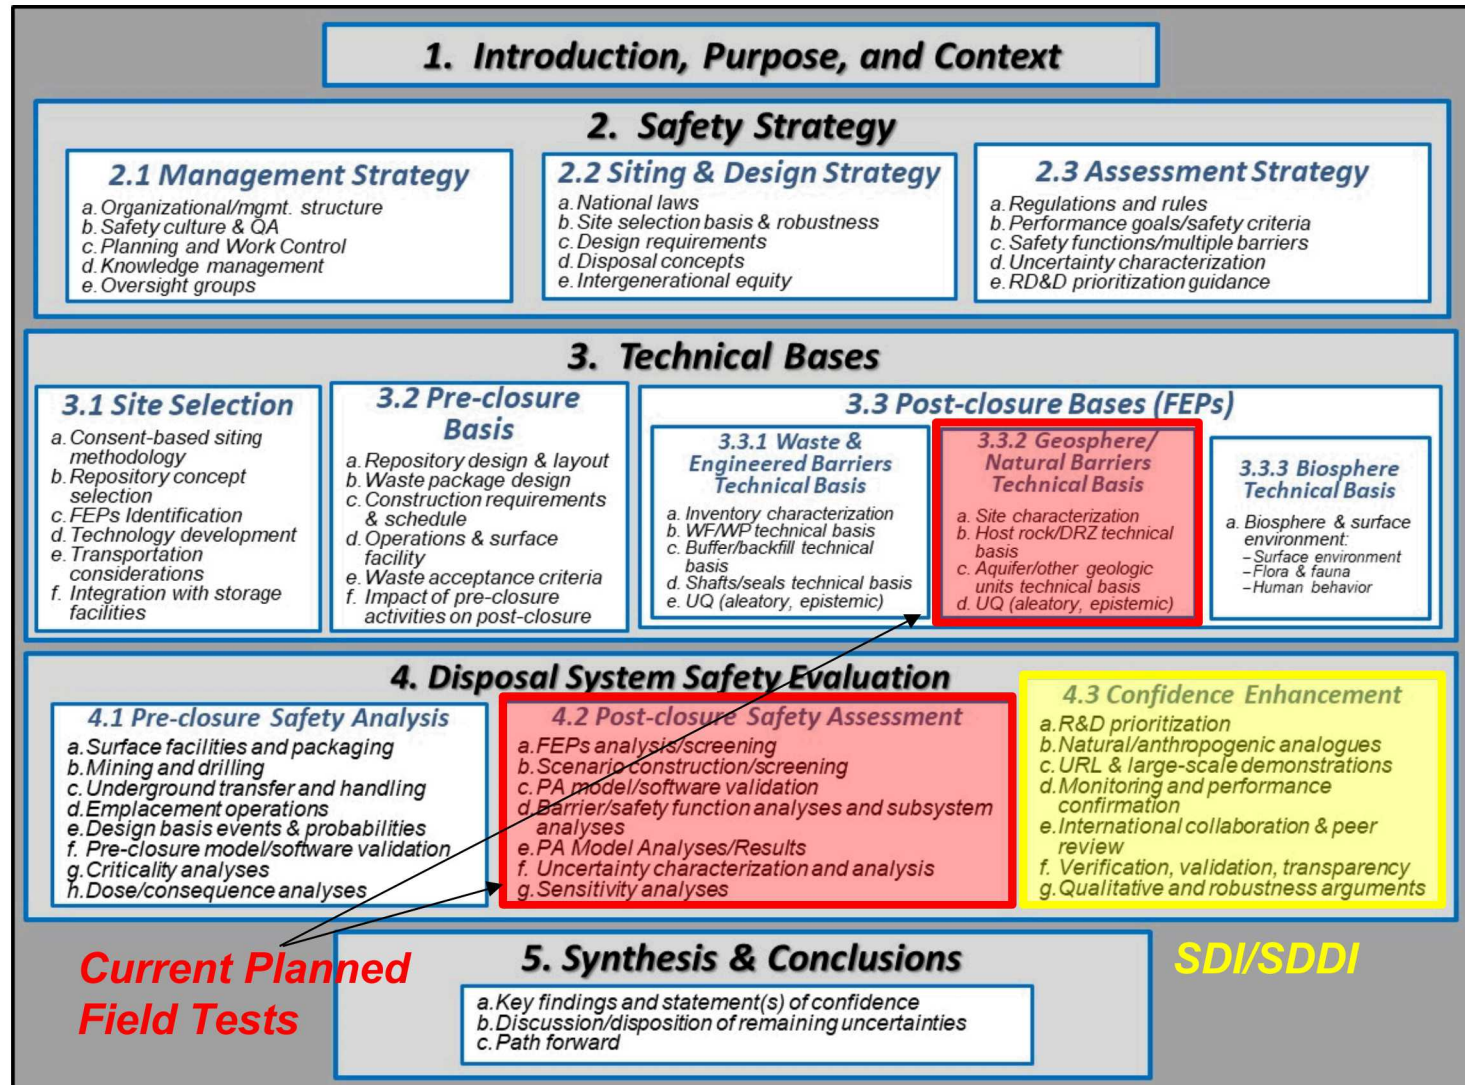 1. Introduction, Purpose, and Context
2. Safety Strategy
2.1 Management Strategy
a. Organizational/mgmt. structure
b. Safety culture & QA
c. Planning and Work Control
d. Knowledge management
e. Oversight groups
2.2 Siting & Design Strategy
a. National laws
b. Site selection basis & robustness
c. Design requirements
d. Disposal concepts
e. Intergenerational equity
2.3 Assessment Strategy
a. Regulations and rules
b. Performance goals/safety criteria
c. Safety functions/multiple barriers
d. Uncertainty characterization
e. RD&D prioritization guidance
3. Technical Bases
3.1 Site Selection
a. Consent-based siting
methodology
b. Repository concept
selection
c. FEPs Identification
d. Technology development
e. Transportation
considerations
f. Integration with storage
facilities
3.2 Pre-closure
Basis
a. Repository design & layout
b. Waste package design
c. Construction requirements
& schedule
d. Operations & surface
facility
e. Waste acceptance criteria
f. Impact of pre-closure
activities on post-closure
3.3 Post-closure Bases (FEPs)
3.3.1 Waste &
Engineered Barriers
Technical Basis
a. Inventory characterization
b. WF/WP technical basis
c. Buffer/backfill technical
basis
d. Shafts/seals technical basis
e. UQ (aleatory, epistemic)
3.3.2 Geosphere/
Natural Barriers
Technical Basis
a. Site characterization
b. Host rock/DRZ technical
basis
c. Aquifer/other geologic
units technical basis
d. UQ (aleatory, epistemic)
3.3.3 Biosphere
Technical Basis
a. Biosphere & surface
environment:
– Surface environment
– Flora & fauna
– Human behavior
4. Disposal System Safety Evaluation
4.1 Pre-closure Safety Analysis
a. Surface facilities and packaging
b. Mining and drilling
c. Underground transfer and handling
d. Emplacement operations
e. Design basis events & probabilities
f. Pre-closure model/software validation
g. Criticality analyses
h. Dose/consequence analyses
4.2 Post-closure Safety Assessment
a. FEPs analysis/screening
b. Scenario construction/screening
c. PA model/software validation
d. Barrier/safety function analyses and subsystem
analyses
e. PA Model Analyses/Results
f. Uncertainty characterization and analysis
g. Sensitivity analyses
4.3 Confidence Enhancement
a. R&D prioritization
b. Natural/anthropogenic analogues
c. URL & large-scale demonstrations
d. Monitoring and performance
confirmation
e. International collaboration & peer
review
f. Verification, validation, transparency
g. Qualitative and robustness arguments
Current Planned
Field Tests
SDI/SDDI
5. Synthesis & Conclusions
a. Key findings and statement(s) of confidence
b. Discussion/disposition of remaining uncertainties
c. Path forward